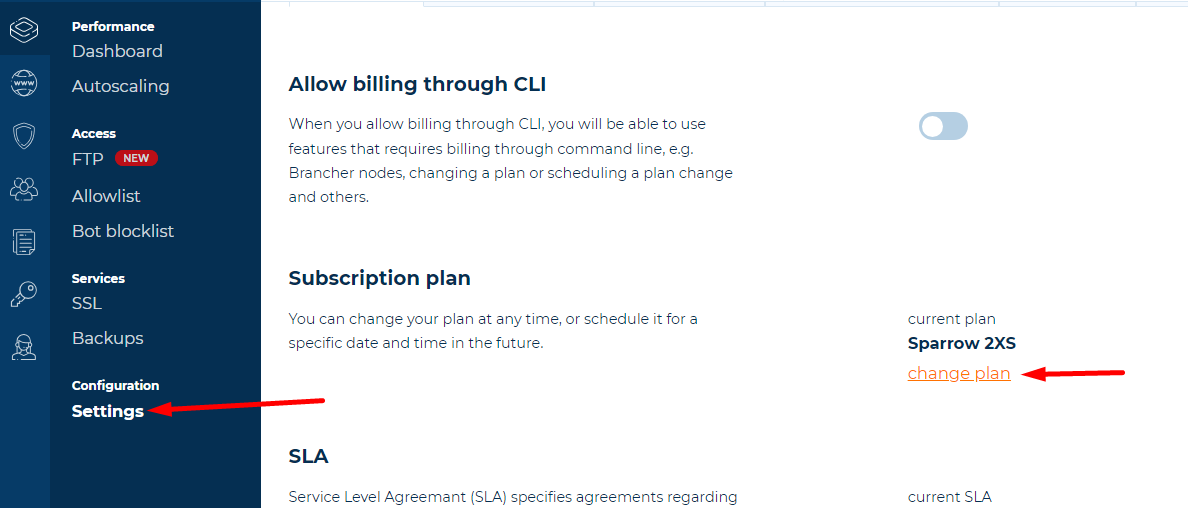 Performance
Dashboard
Autoscaling
Access
FTP NEW
Allowlist
Bot blocklist
Services
SSL
Backups
Configuration
Settings
www
Allow billing through CLI
When you allow billing through CLI, you will be able to use
features that requires billing through command line, e.g.
Brancher nodes, changing a plan or scheduling a plan change
and others.
Subscription plan
You can change your plan at any time, or schedule it for a
specific date and time in the future.
current plan
Sparrow 2XS
change plan
SLA
Service Level Agreemant (SLA) specifies agreements regarding
current SLA